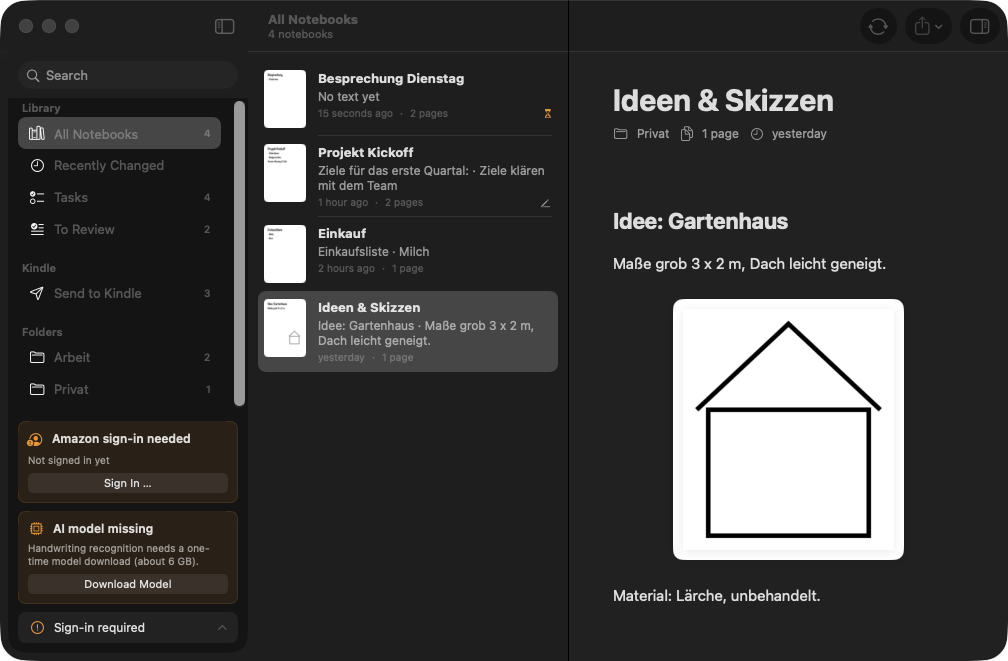 Search
Library
All Notebooks 4
Recently Changed
Tasks 4
To Review 2
Kindle
Send to Kindle 3
Folders
Arbeit 2
Privat 1
Amazon sign-in needed
Not signed in yet
Sign In ...
AI model missing
Handwriting recognition needs a one-
time model download (about 6 GB).
Download Model
Sign-in required
All Notebooks
4 notebooks
Besprechung Dienstag
No text yet
15 seconds ago · 2 pages
Projekt Kickoff
Ziele für das erste Quartal: · Ziele klären
mit dem Team
1 hour ago · 2 pages
Einkauf
Einkaufsliste · Milch
2 hours ago · 1 page
Ideen & Skizzen
Idee: Gartenhaus · Maße grob 3 x 2 m,
Dach leicht geneigt.
yesterday · 1 page
Ideen & Skizzen
Privat 1 page yesterday
Idee: Gartenhaus
Maße grob 3 x 2 m, Dach leicht geneigt.
Material: Lärche, unbehandelt.